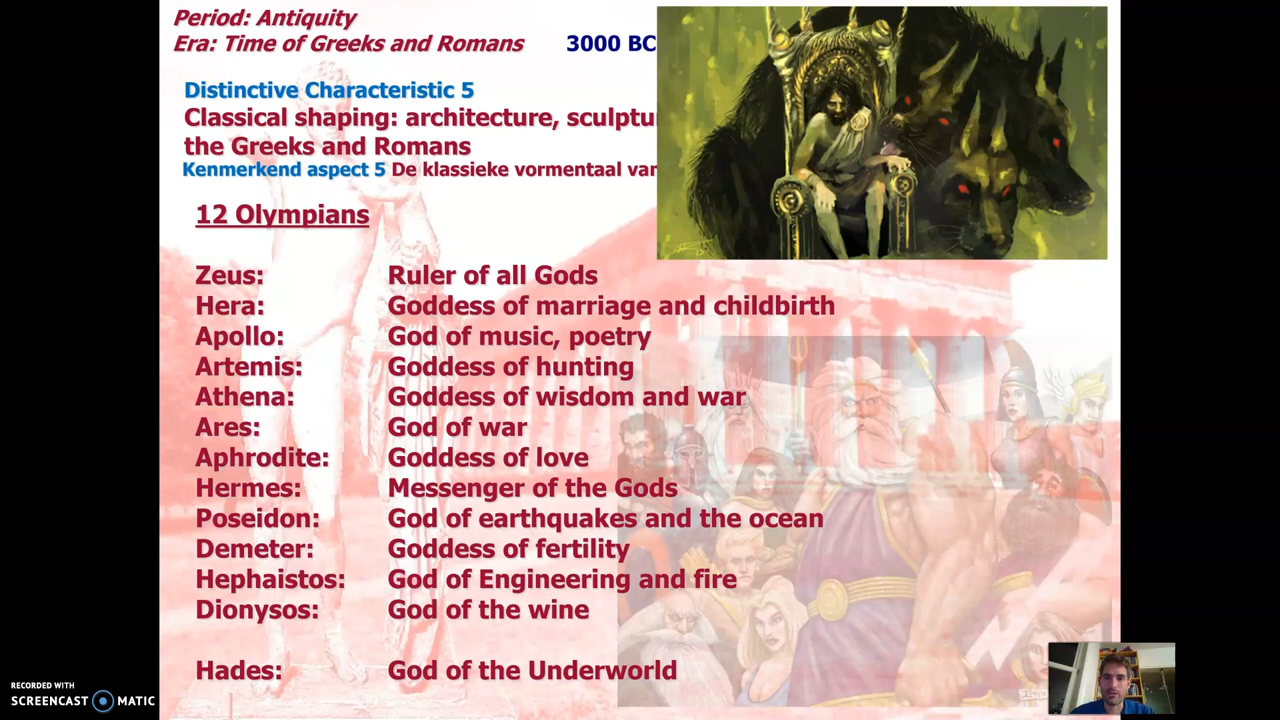 Period: Antiquity
Era: Time of Greeks and Romans 3000 BC
Distinctive Characteristic 5
Classical shaping: architecture, sculptu
the Greeks and Romans
Kenmerkend aspect 5 De klassieke vormentaal van
12 Olympians
Zeus: Ruler of all Gods
Hera: Goddess of marriage and childbirth
Apollo: God of music, poetry
Artemis: Goddess of hunting
Athena: Goddess of wisdom and war
Ares: God of war
Aphrodite: Goddess of love
Hermes: Messenger of the Gods
Poseidon: God of earthquakes and the ocean
Demeter: Goddess of fertility
Hephaistos: God of Engineering and fire
Dionysos: God of the wine
Hades: God of the Underworld
RECORDED WITH
SCREENCAST MATIC